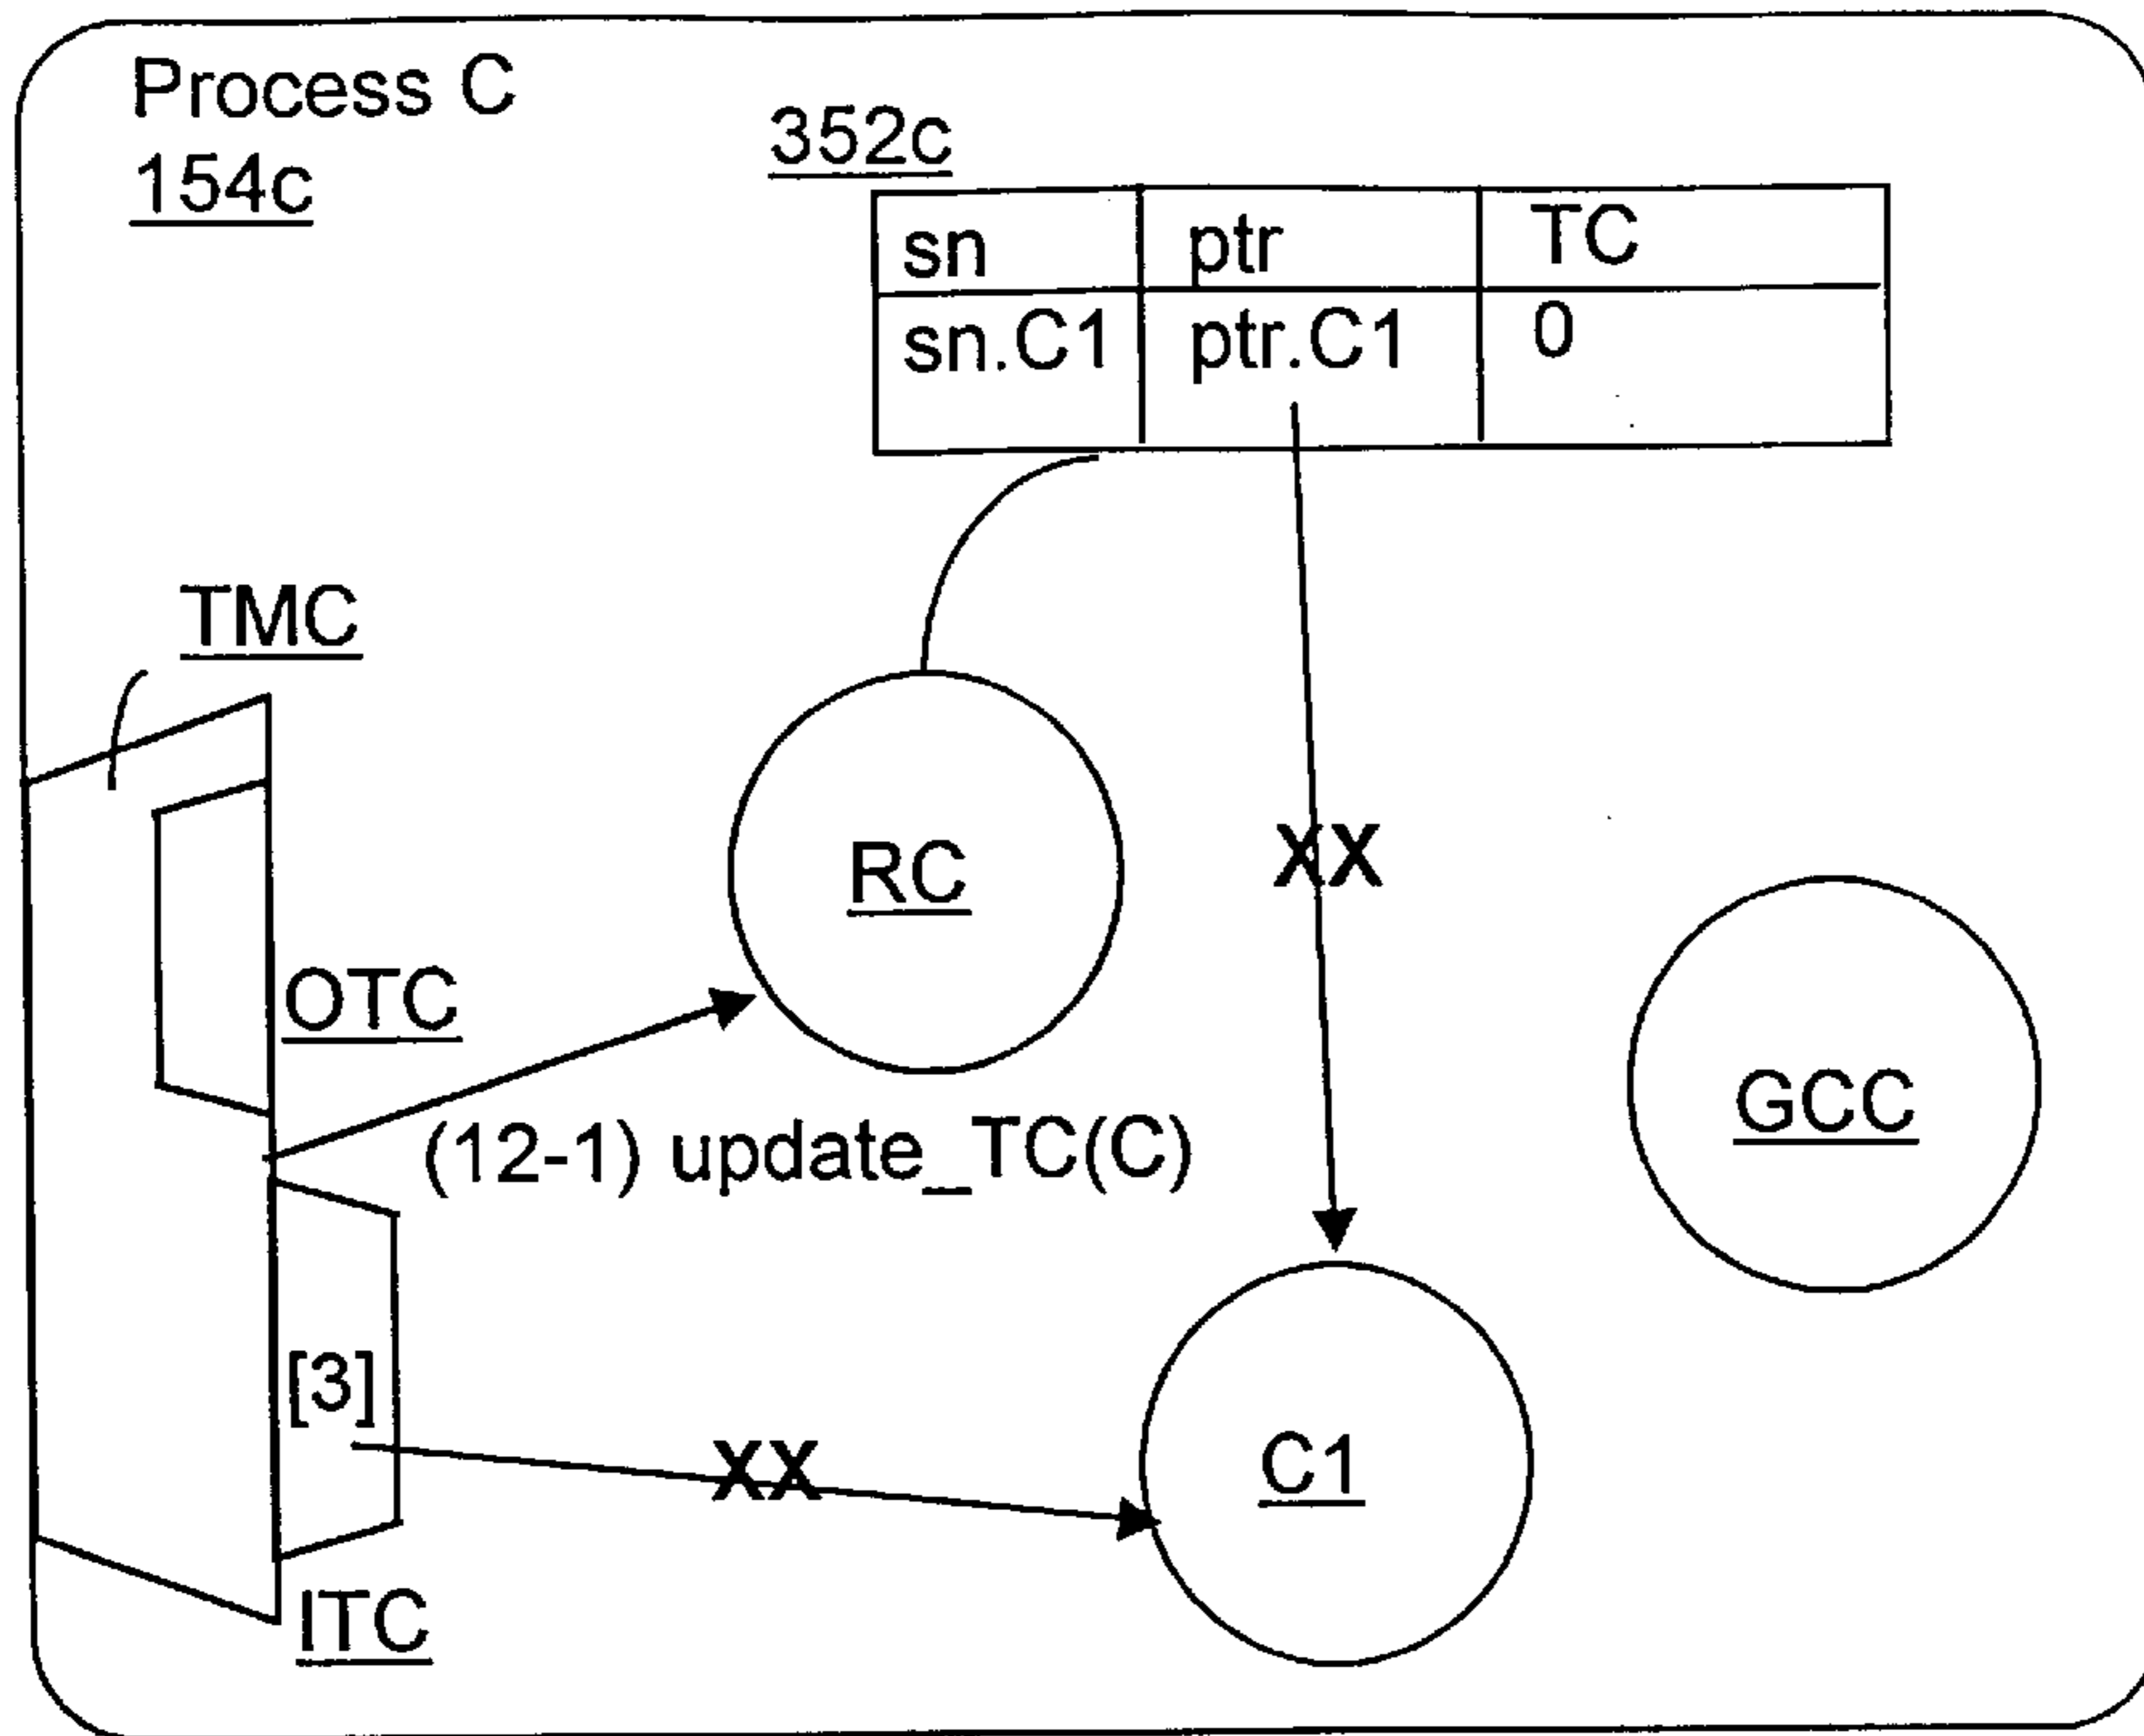 Process C
154c
352c
sn ptr TC
sn.C1 ptr.C1 0
TMC
RC
XX
OTC
GCC
(12-1) update_TC(C)
[3]
XX
C1
ITC